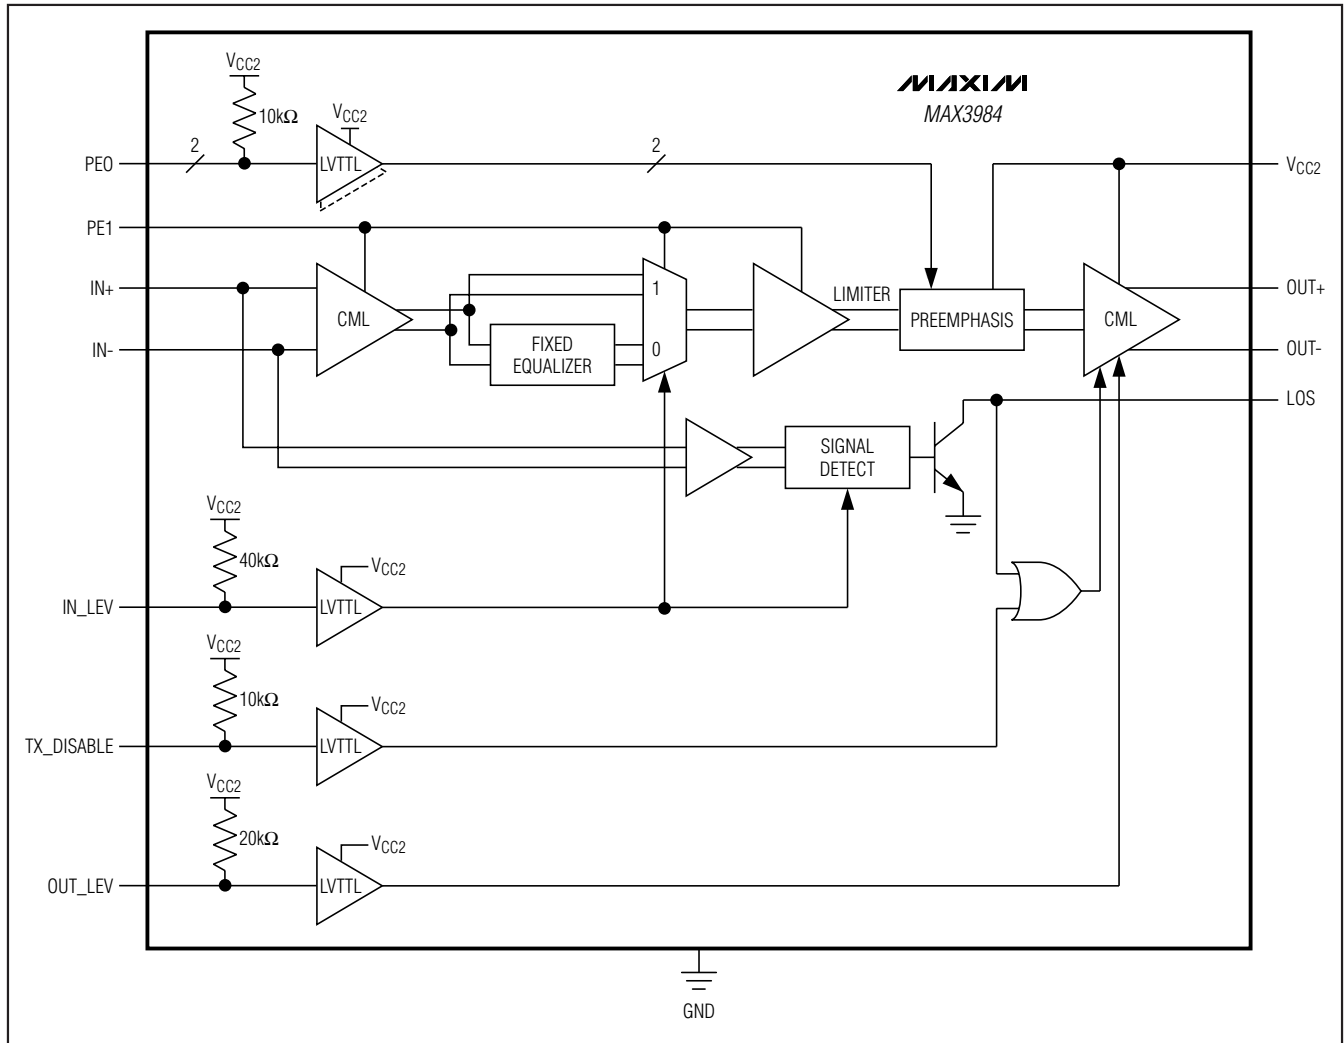 MAXIM
MAX3984
VCC2
10kΩ
VCC2
PE0
2
LVTTL
2
VCC2
PE1
IN+
CML
1
LIMITER
PREEMPHASIS
CML
OUT+
IN-
FIXED
EQUALIZER
0
OUT-
LOS
SIGNAL
DETECT
VCC2
40kΩ
VCC2
IN_LEV
LVTTL
VCC2
10kΩ
VCC2
TX_DISABLE
LVTTL
VCC2
20kΩ
VCC2
OUT_LEV
LVTTL
GND